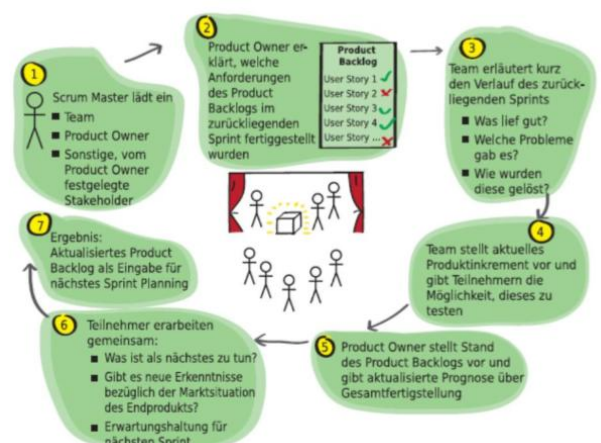 1
Scrum Master lädt ein
■ Team
■ Product Owner
■ Sonstige, vom
Product Owner
festgelegte
Stakeholder
2
Product Owner er-
klärt, welche
Anforderungen
des Product
Backlogs im
zurückliegenden
Sprint fertiggestellt
wurden
Product
Backlog
User Story 1
User Story 2
User Story 3
User Story 4
User Story ...
3
Team erläutert kurz
den Verlauf des zurück-
liegenden Sprints
■ Was lief gut?
■ Welche Probleme
gab es?
■ Wie wurden
diese gelöst?
4
Team stellt aktuelles
Produktinkrement vor und
gibt Teilnehmern die
Möglichkeit, dieses zu
testen
5
Product Owner stellt Stand
des Product Backlogs vor und
gibt aktualisierte Prognose über
Gesamtfertigstellung
6
Teilnehmer erarbeiten
gemeinsam:
■ Was ist als nächstes zu tun?
■ Gibt es neue Erkenntnisse
bezüglich der Marktsituation
des Endprodukts?
■ Erwartungshaltung für
nächsten Sprint
7
Ergebnis:
Aktualisiertes Product
Backlog als Eingabe für
nächstes Sprint Planning